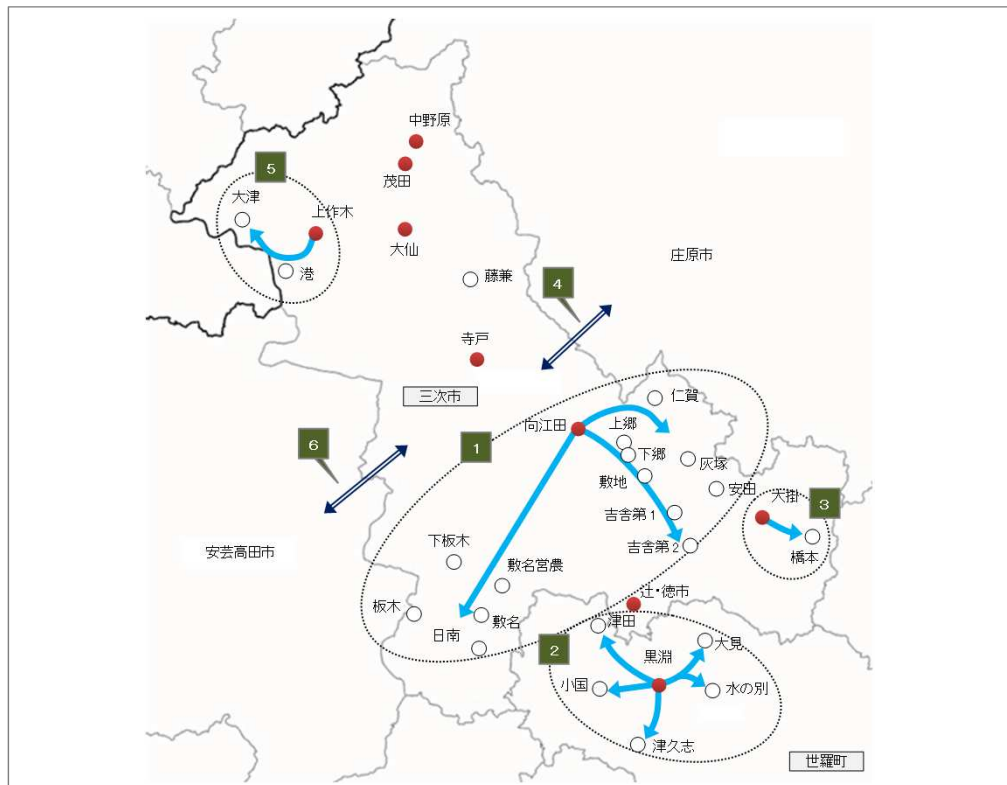 中野原
茂田
5
大津
上作木
大仙
港
藤兼
庄原市
4
寺戸
三次市
仁賀
向江田
上郷
1
6
下郷
灰塚
敷地
安田
大掛
3
吉舎第1
安芸高田市
吉舎第2
橋本
下板木
敷名営農
辻・徳市
板木
敷名
津田
日南
大見
2
黒淵
小国
水の別
津久志
世羅町